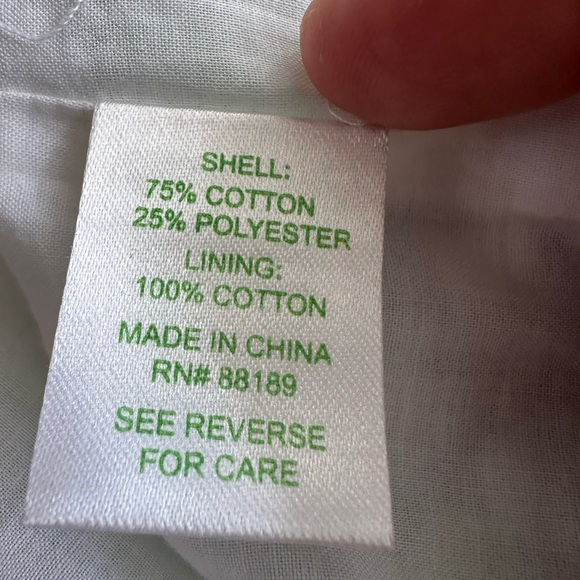 SHELL:
75% COTTON
25% POLYESTER
LINING:
100% COTTON
MADE IN CHINA
RN# 88189
SEE REVERSE
FOR CARE